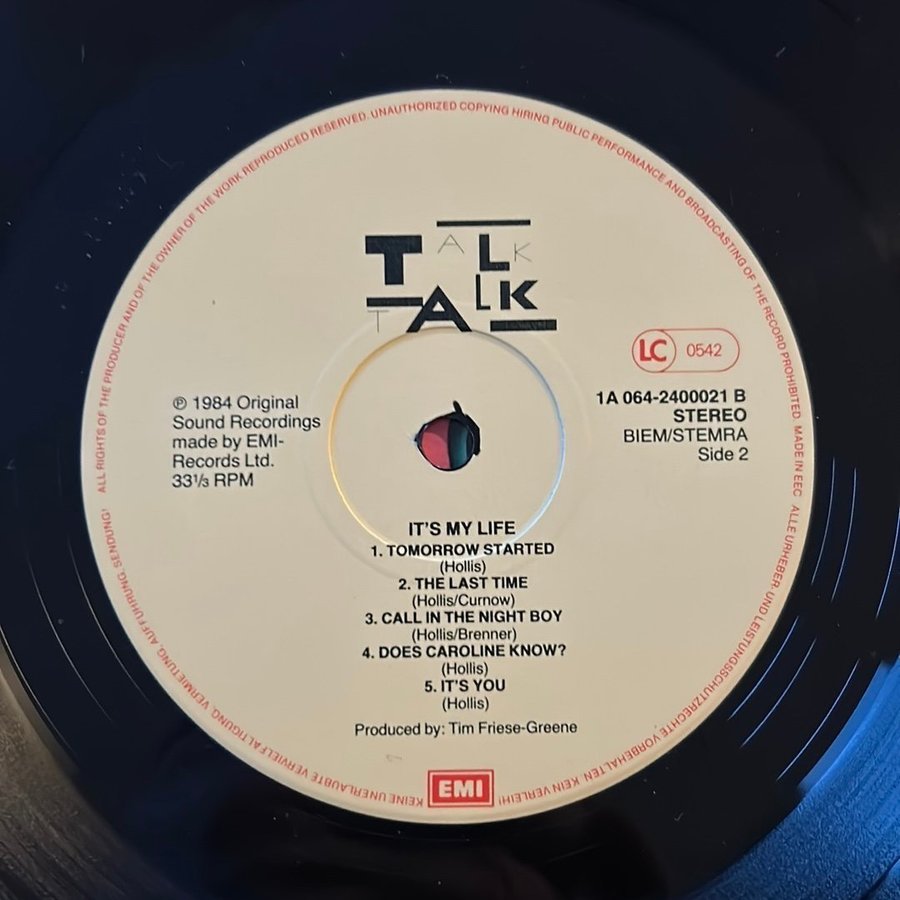 ALL RIGHTS OF THE PRODUCER AND OF THE OWNER OF THE WORK REPRODUCED RESERVED. UNAUTHORIZED COPYING HIRING PUBLIC PERFORMANCE AND BROADCASTING OF THE RECORD PROHIBITED. MADE IN EEC
ALLE URHEBER- UND LEISTUNGSSCHUTZRECHTE VORBEHALTEN. KEIN VERLEIH! KEINE UNERLAUBTE VERVIELFÄLTIGUNG, VERMIETUNG, AUFFÜHRUNG, SENDUNG!
TALK
TALK
LC 0542
℗ 1984 Original
Sound Recordings
made by EMI-
Records Ltd.
33⅓ RPM
1A 064-2400021 B
STEREO
BIEM/STEMRA
Side 2
IT'S MY LIFE
1. TOMORROW STARTED
(Hollis)
2. THE LAST TIME
(Hollis/Curnow)
3. CALL IN THE NIGHT BOY
(Hollis/Brenner)
4. DOES CAROLINE KNOW?
(Hollis)
5. IT'S YOU
(Hollis)
Produced by: Tim Friese-Greene
EMI